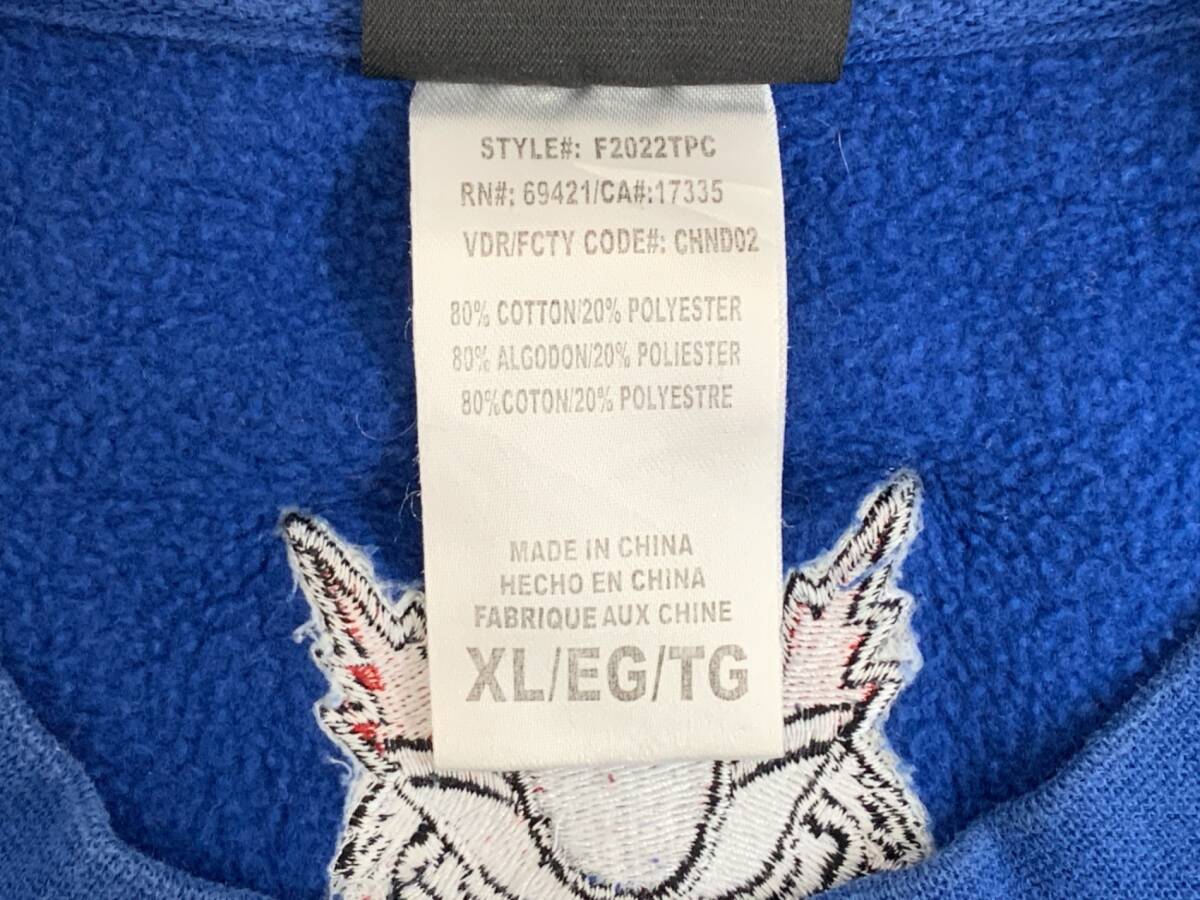 STYLE#: F2022TPC
RN#: 69421/CA#:17335
VDR/FCTY CODE#: CHND02
80% COTTON/20% POLYESTER
80% ALGODON/20% POLIESTER
80%COTON/20% POLYESTRE
MADE IN CHINA
HECHO EN CHINA
FABRIQUE AUX CHINE
XL/EG/TG